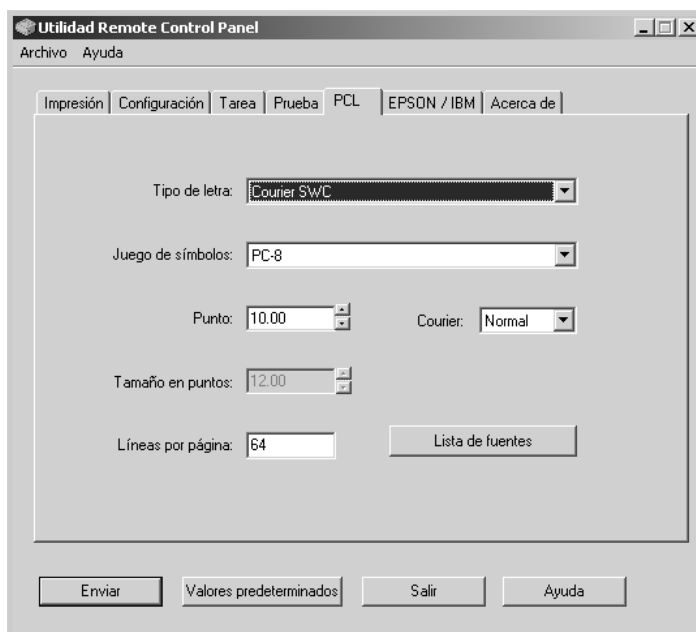 Utilidad Remote Control Panel
Archivo Ayuda
Impresión Configuración Tarea Prueba PCL EPSON / IBM Acerca de
Tipo de letra: Courier SWC
Juego de símbolos: PC-8
Punto: 10.00 Courier: Normal
Tamaño en puntos: 12.00
Líneas por página: 64 Lista de fuentes
Enviar Valores predeterminados Salir Ayuda